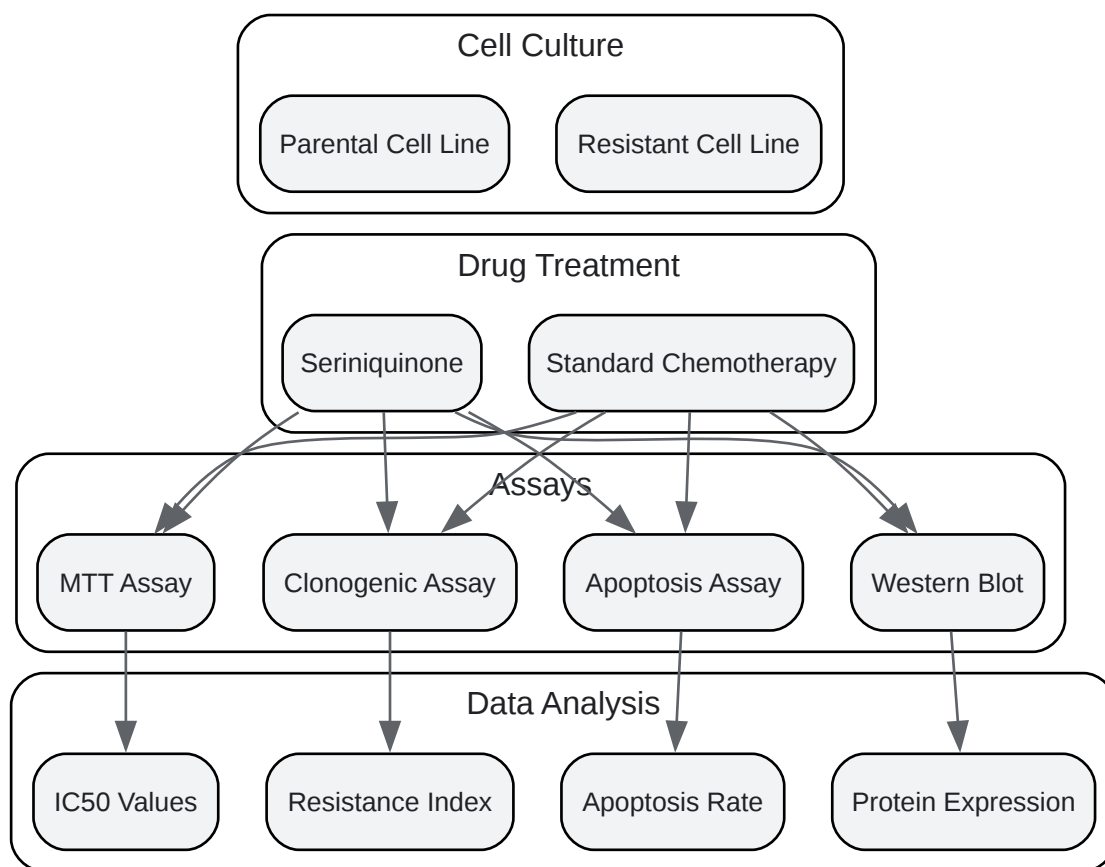 Cell Culture
Parental Cell Line
Resistant Cell Line
Drug Treatment
Seriniquinone
Standard Chemotherapy
Assays
MTT Assay
Clonogenic Assay
Apoptosis Assay
Western Blot
Data Analysis
IC50 Values
Resistance Index
Apoptosis Rate
Protein Expression